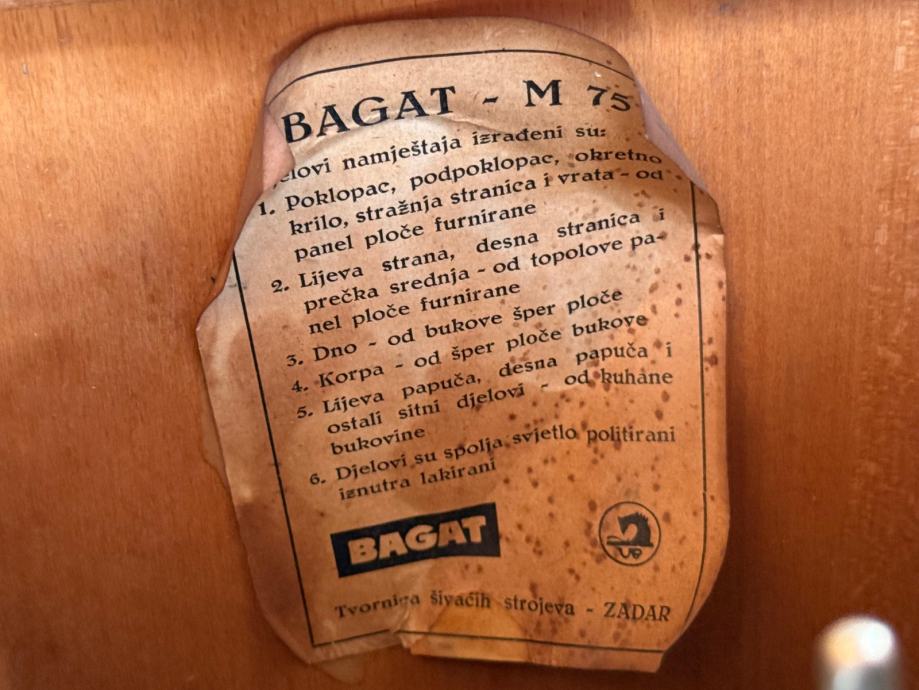 BAGAT - M 75
elovi namještaja izrađeni su:
1. Poklopac, podpoklopac, okretno
krilo, stražnja stranica i vrata - od
panel ploče furnirane
2. Lijeva strana, desna stranica i
prečka srednja - od topolove pa-
nel ploče furnirane
3. Dno - od bukove šper ploče
4. Korpa - od šper ploče bukove
5. Lijeva papuča, desna papuča i
ostali sitni djelovi - od kuhane
bukovine
6. Djelovi su spolja svjetlo politirani
iznutra lakirani
BAGAT
Tvornica šivaćih strojeva - ZADAR